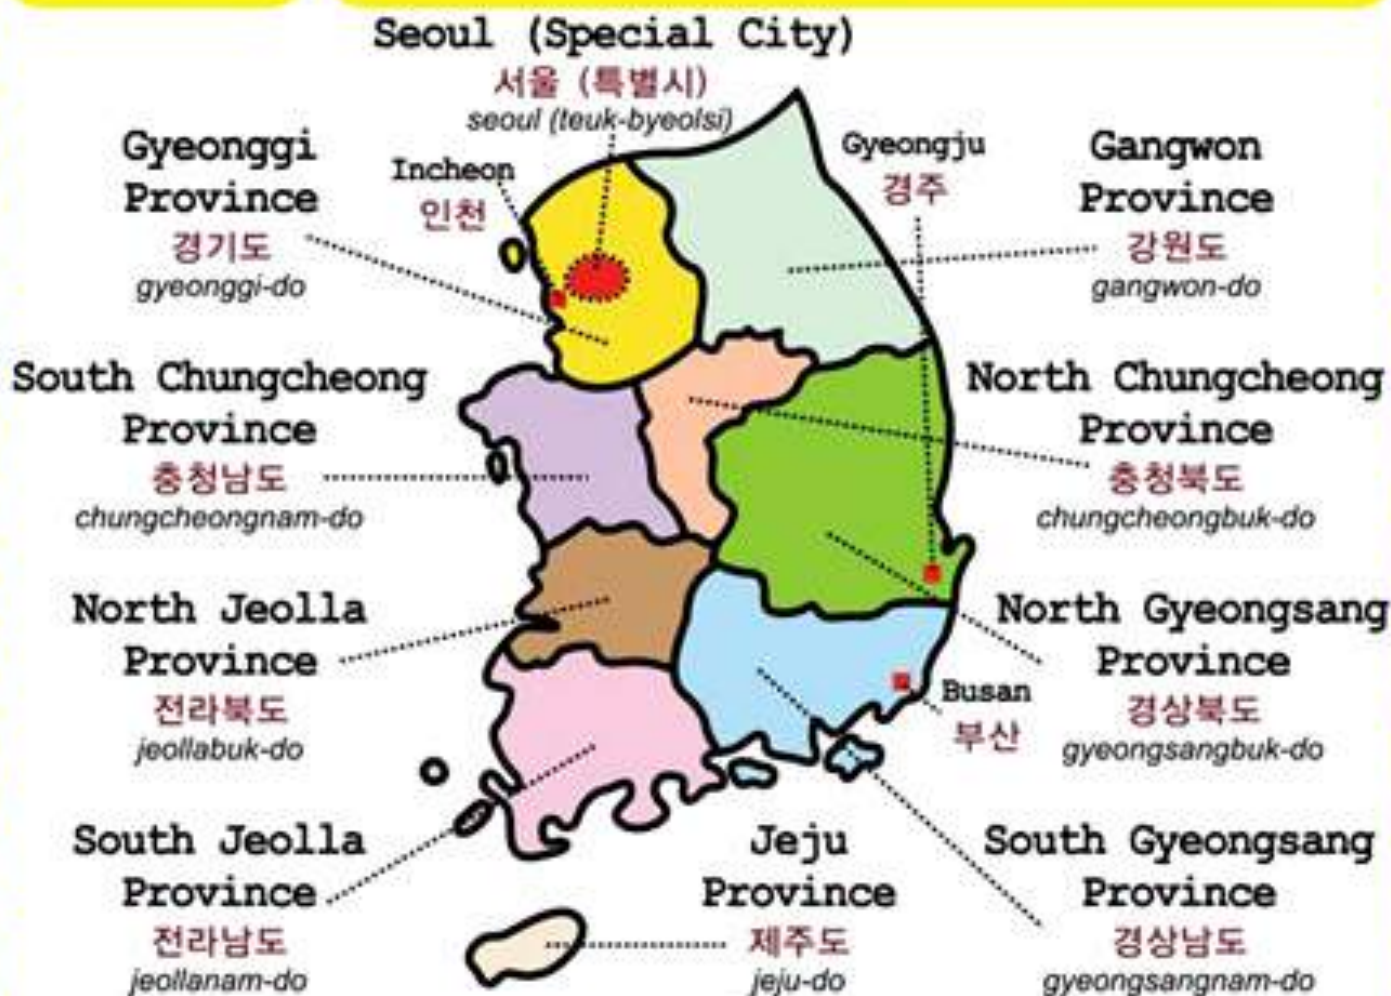 Seoul (Special City)
서울 (특별시)
seoul (teuk-byeolsi)
Gyeonggi
Province
경기도
gyeonggi-do
Incheon
인천
Gyeongju
경주
Gangwon
Province
강원도
gangwon-do
South Chungcheong
Province
충청남도
chungcheongnam-do
North Chungcheong
Province
충청북도
chungcheongbuk-do
North Jeolla
Province
전라북도
jeollabuk-do
North Gyeongsang
Province
경상북도
gyeongsangbuk-do
Busan
부산
South Jeolla
Province
전라남도
jeollanam-do
Jeju
Province
제주도
jeju-do
South Gyeongsang
Province
경상남도
gyeongsangnam-do